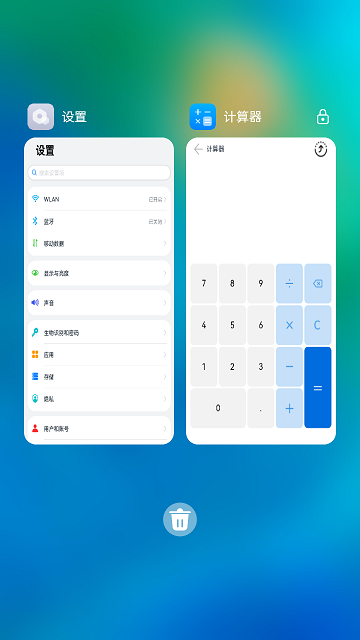 设置
计算器
设置
搜索设置项
WLAN
已开启
蓝牙
已关闭
移动数据
显示与亮度
声音
生物识别和密码
应用
存储
隐私
用户和账号
计算器
7 8 9 ÷
4 5 6 × C
1 2 3 − =
0 . +